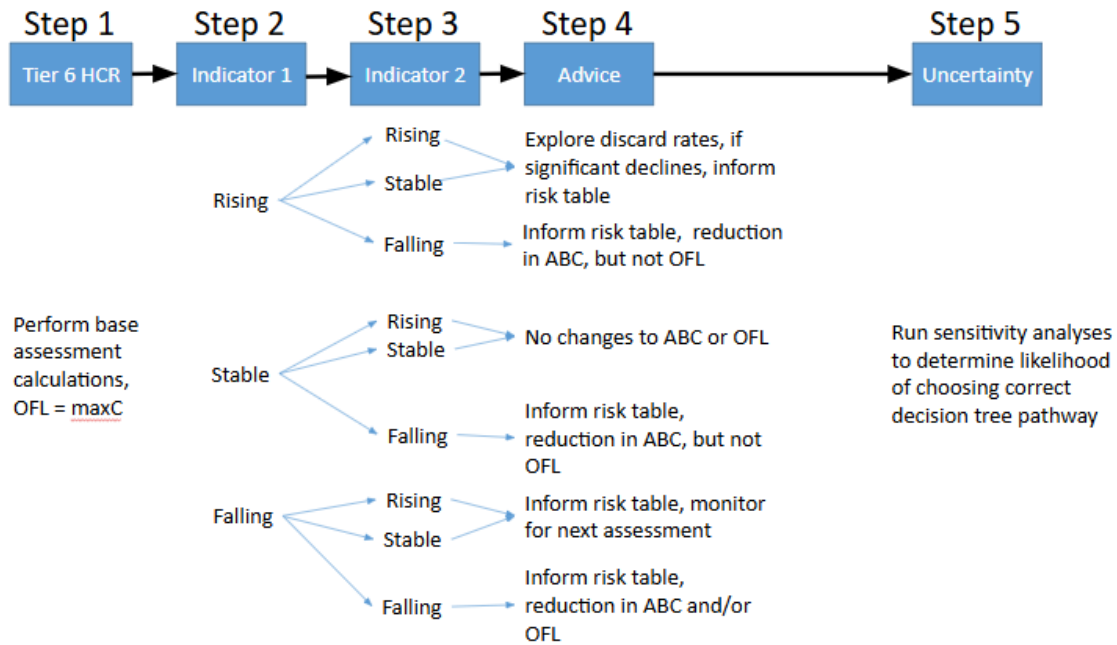 Step 1
Step 2
Step 3
Step 4
Step 5
Tier 6 HCR
Indicator 1
Indicator 2
Advice
Uncertainty
Perform base
assessment
calculations,
OFL = maxC
Rising
Rising
Stable
Falling
Explore discard rates, if
significant declines, inform
risk table
Inform risk table, reduction
in ABC, but not OFL
Stable
Rising
Stable
Falling
No changes to ABC or OFL
Inform risk table,
reduction in ABC, but not
OFL
Falling
Rising
Stable
Falling
Inform risk table, monitor
for next assessment
Inform risk table,
reduction in ABC and/or
OFL
Run sensitivity analyses
to determine likelihood
of choosing correct
decision tree pathway